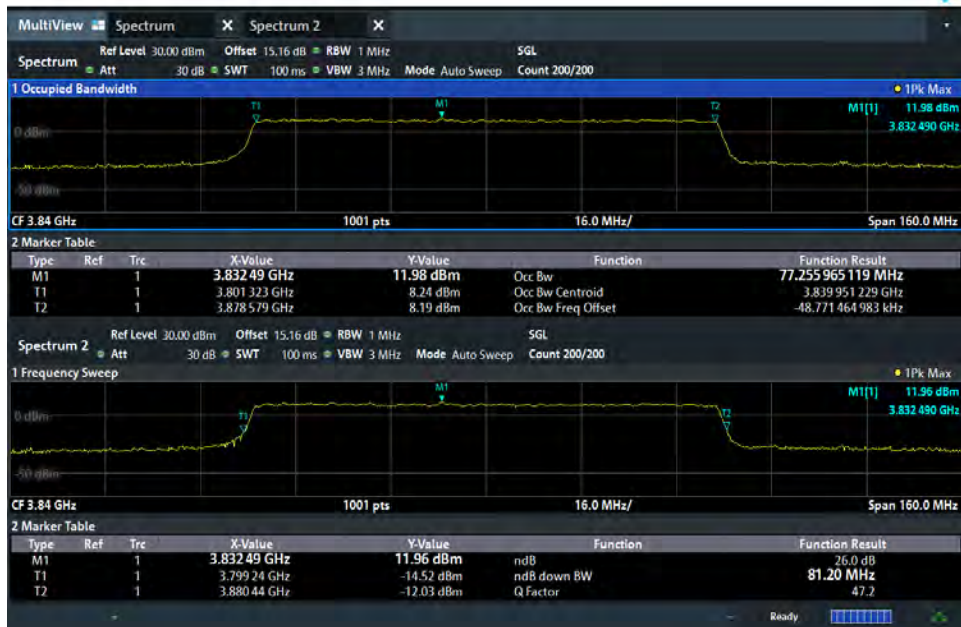 MultiView Spectrum X Spectrum 2 X
Spectrum Ref Level 30.00 dBm Offset 15.16 dB RBW 1 MHz SGL
Att 30 dB SWT 100 ms VBW 3 MHz Mode Auto Sweep Count 200/200
1 Occupied Bandwidth 1Pk Max
T1 M1 T2 M1[1] 11.98 dBm
0 dBm 3.832 490 GHz
-50 dBm
CF 3.84 GHz 1001 pts 16.0 MHz/ Span 160.0 MHz
2 Marker Table
Type Ref Trc X-Value Y-Value Function Function Result
M1 1 3.832 49 GHz 11.98 dBm Occ Bw 77.255 965 119 MHz
T1 1 3.801 323 GHz 8.24 dBm Occ Bw Centroid 3.839 951 229 GHz
T2 1 3.878 579 GHz 8.19 dBm Occ Bw Freq Offset -48.771 464 983 kHz
Spectrum 2 Ref Level 30.00 dBm Offset 15.16 dB RBW 1 MHz SGL
Att 30 dB SWT 100 ms VBW 3 MHz Mode Auto Sweep Count 200/200
1 Frequency Sweep 1Pk Max
M1 M1[1] 11.96 dBm
3.832 490 GHz
0 dBm T1 T2
-50 dBm
CF 3.84 GHz 1001 pts 16.0 MHz/ Span 160.0 MHz
2 Marker Table
Type Ref Trc X-Value Y-Value Function Function Result
M1 1 3.832 49 GHz 11.96 dBm ndB 26.0 dB
T1 1 3.799 24 GHz -14.52 dBm ndB down BW 81.20 MHz
T2 1 3.880 44 GHz -12.03 dBm Q Factor 47.2
Ready